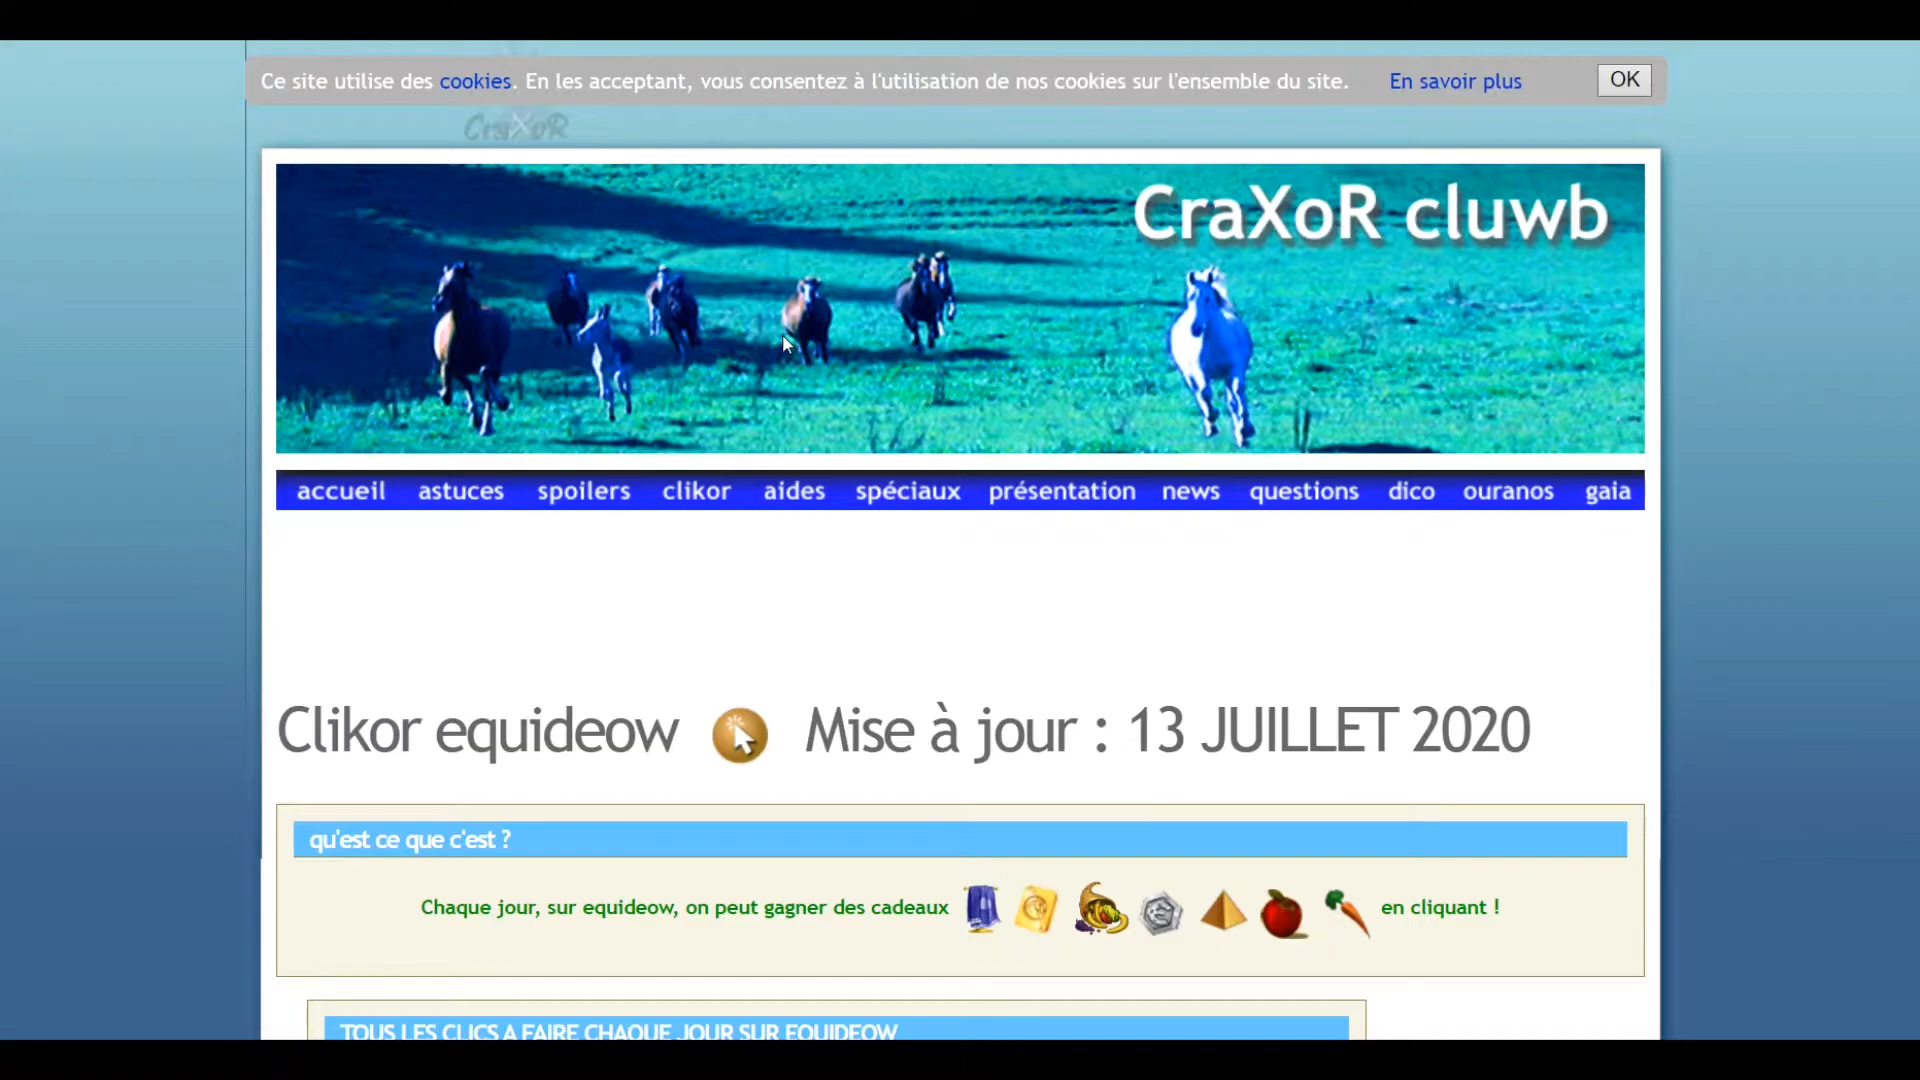 Ce site utilise des cookies. En les acceptant, vous consentez à l'utilisation de nos cookies sur l'ensemble du site. En savoir plus OK
CraXoR
CraXoR cluwb
accueil astuces spoilers clikor aides spéciaux présentation news questions dico ouranos gaia
Clikor equideow Mise à jour : 13 JUILLET 2020
qu'est ce que c'est ?
Chaque jour, sur equideow, on peut gagner des cadeaux en cliquant !
TOUS LES CLICS A FAIRE CHAQUE JOUR SUR EQUIDEOW